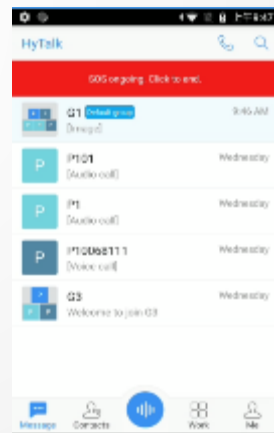 HyTalk
SOS ongoing. Click to end.
G1 Default group 9:46 AM
[Image]
P101 Wednesday
[Audio call]
P1 Wednesday
[Audio call]
P10068111 Wednesday
[Voice call]
G3 Wednesday
Welcome to join G3
Message Contacts Work Me